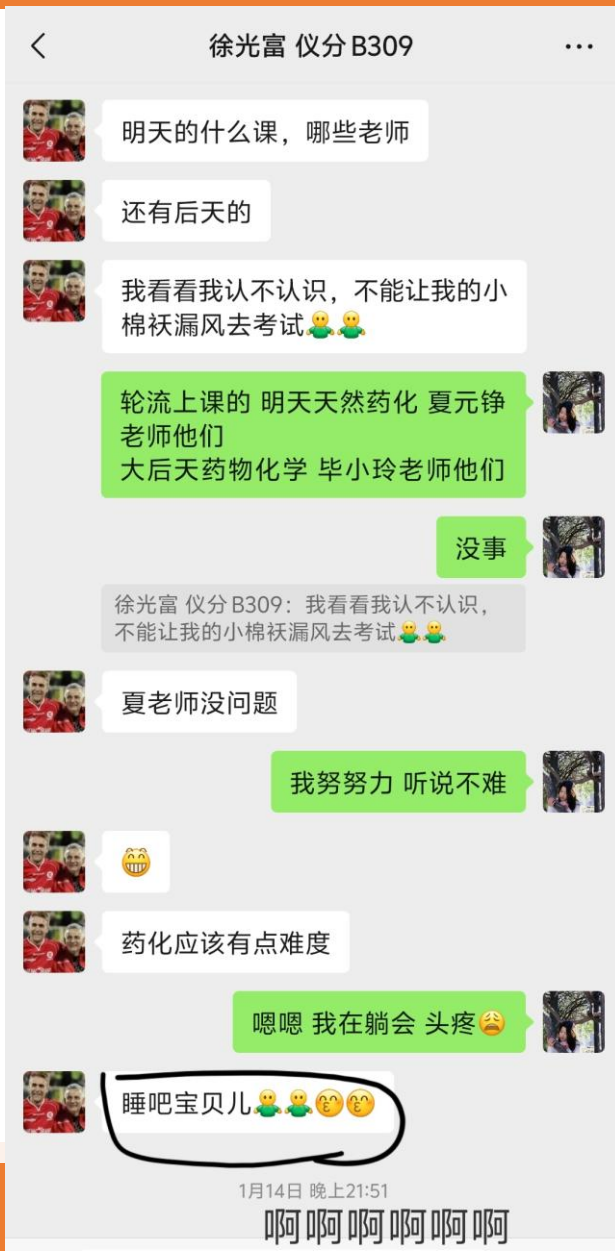 徐光富 仪分B309
明天的什么课，哪些老师
还有后天的
我看看我认不认识，不能让我的小
棉袄漏风去考试
轮流上课的 明天天然药化 夏元铮
老师他们
大后天药物化学 毕小玲老师他们
没事
徐光富 仪分B309：我看看我认不认识，
不能让我的小棉袄漏风去考试
夏老师没问题
我努努力 听说不难
药化应该有点难度
嗯嗯 我在躺会 头疼
睡吧宝贝儿
1月14日 晚上21:51
啊啊啊啊啊啊